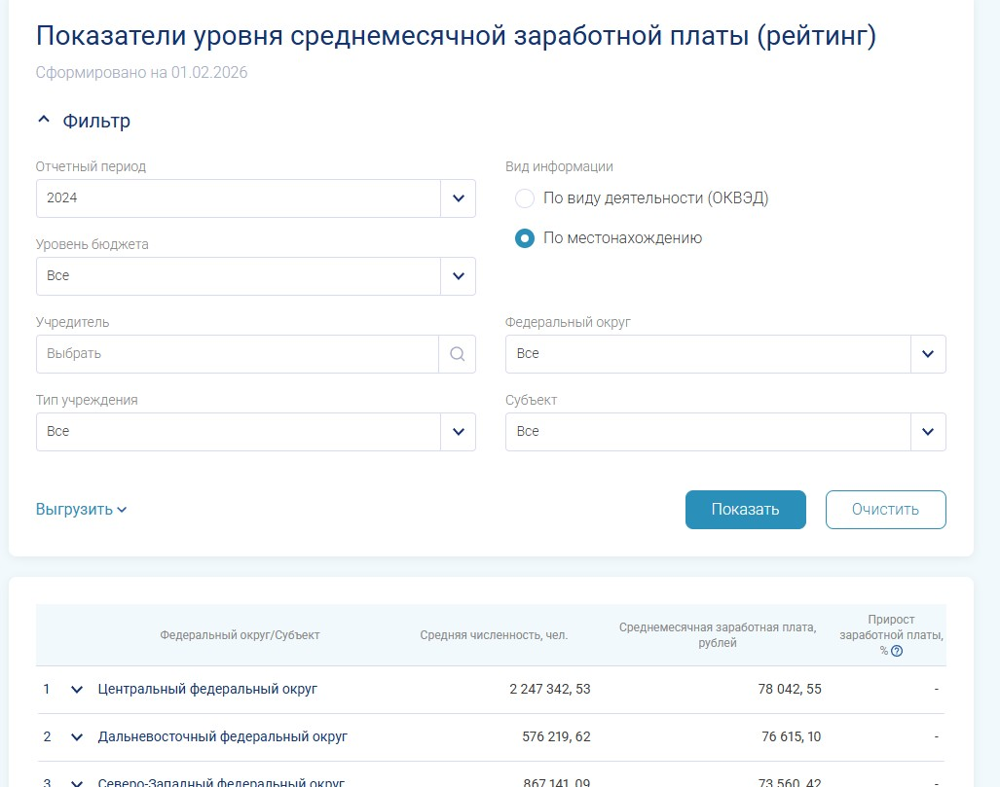 Показатели уровня среднемесячной заработной платы (рейтинг)
Сформировано на 01.02.2026
Фильтр
Отчетный период
2024
Вид информации
По виду деятельности (ОКВЭД)
По местонахождению
Уровень бюджета
Все
Учредитель
Выбрать
Федеральный округ
Все
Тип учреждения
Все
Субъект
Все
Выгрузить
Показать
Очистить
Федеральный округ/Субъект
Средняя численность, чел.
Среднемесячная заработная плата,
рублей
Прирост
заработной платы,
% ?
1 Центральный федеральный округ 2 247 342, 53 78 042, 55 -
2 Дальневосточный федеральный округ 576 219, 62 76 615, 10 -
3 Северо-Западный федеральный округ 867 141, 09 73 560, 42 -